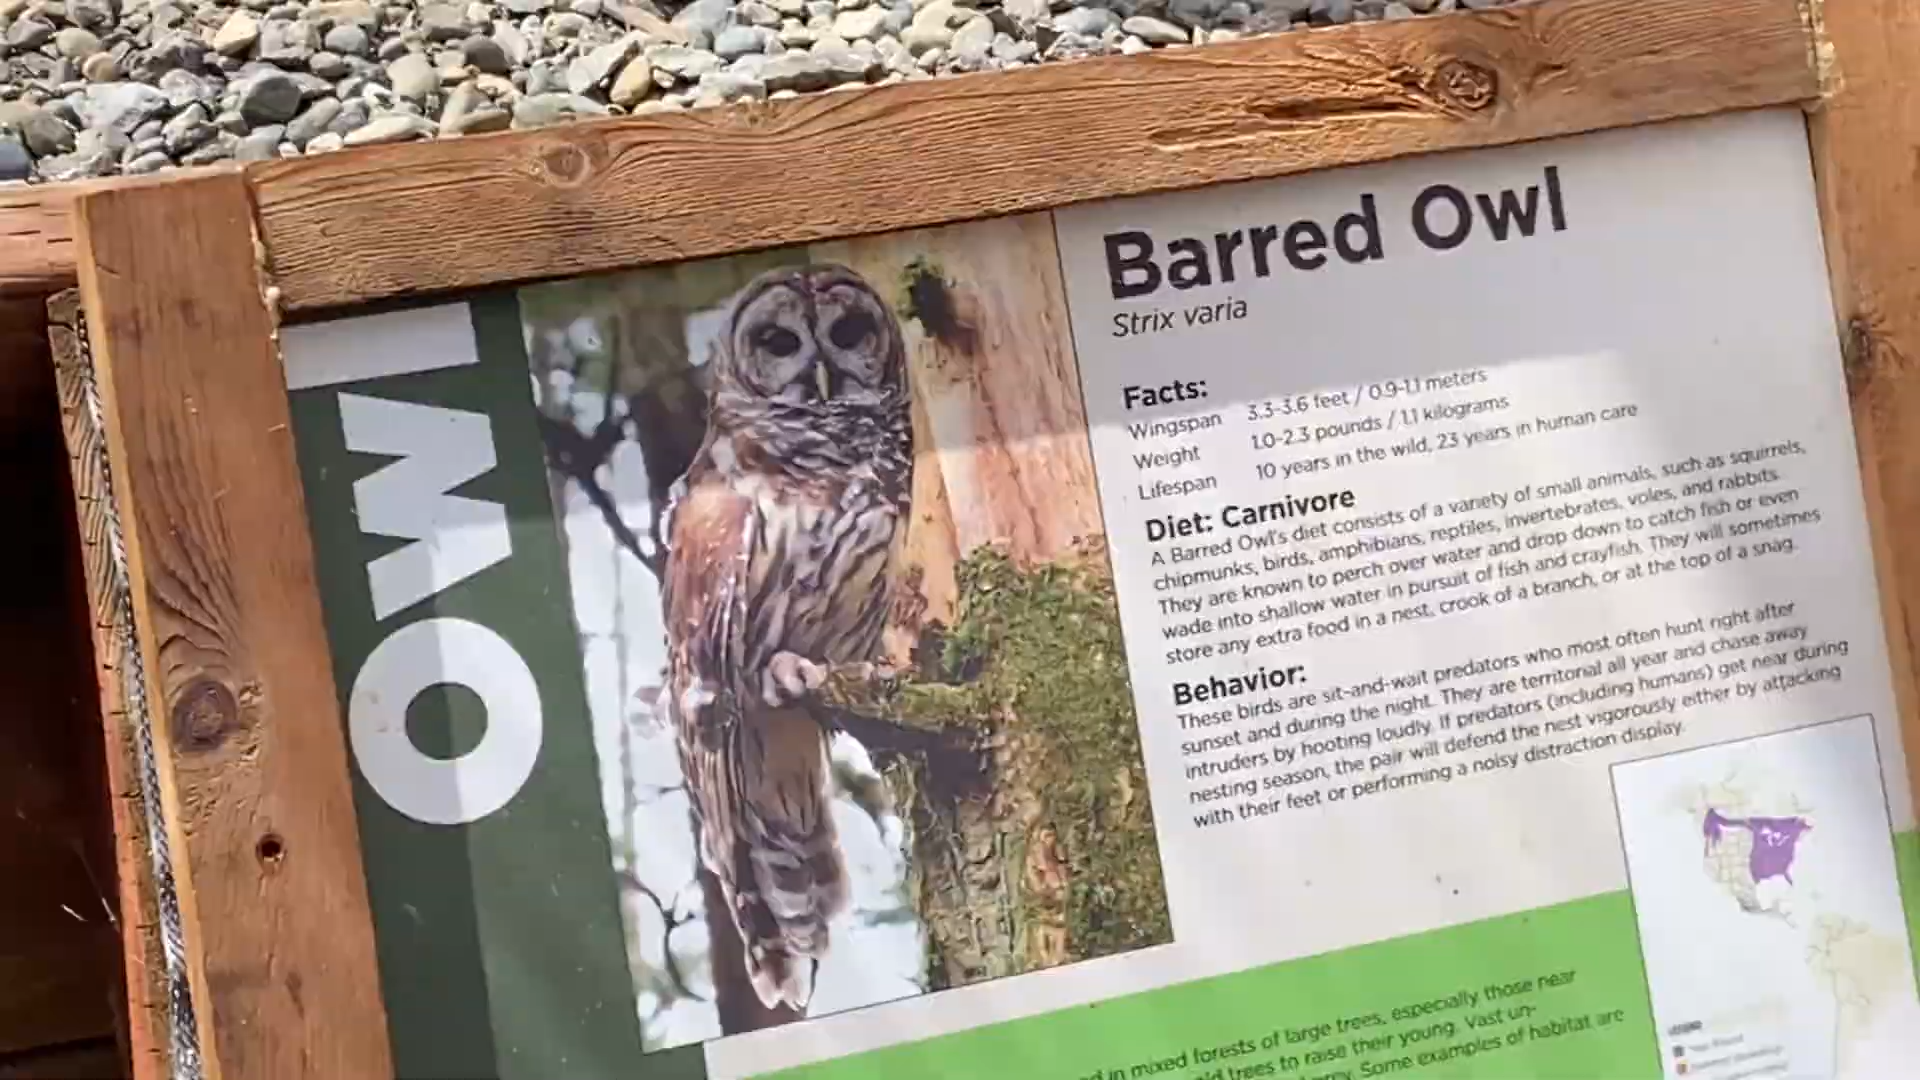 OWL
Barred Owl
Strix varia
Facts:
Wingspan 3.3-3.6 feet / 0.9-1.1 meters
Weight 1.0-2.3 pounds / 1.1 kilograms
Lifespan 10 years in the wild, 23 years in human care
Diet: Carnivore
A Barred Owl's diet consists of a variety of small animals, such as squirrels,
chipmunks, birds, amphibians, reptiles, invertebrates, voles, and rabbits.
They are known to perch over water and drop down to catch fish or even
wade into shallow water in pursuit of fish and crayfish. They will sometimes
store any extra food in a nest, crook of a branch, or at the top of a snag.
Behavior:
These birds are sit-and-wait predators who most often hunt right after
sunset and during the night. They are territorial all year and chase away
intruders by hooting loudly. If predators (including humans) get near during
nesting season, the pair will defend the nest vigorously either by attacking
with their feet or performing a noisy distraction display.
in mixed forests of large trees, especially those near
trees to raise their young. Vast un-
Some examples of habitat are
LEGEND